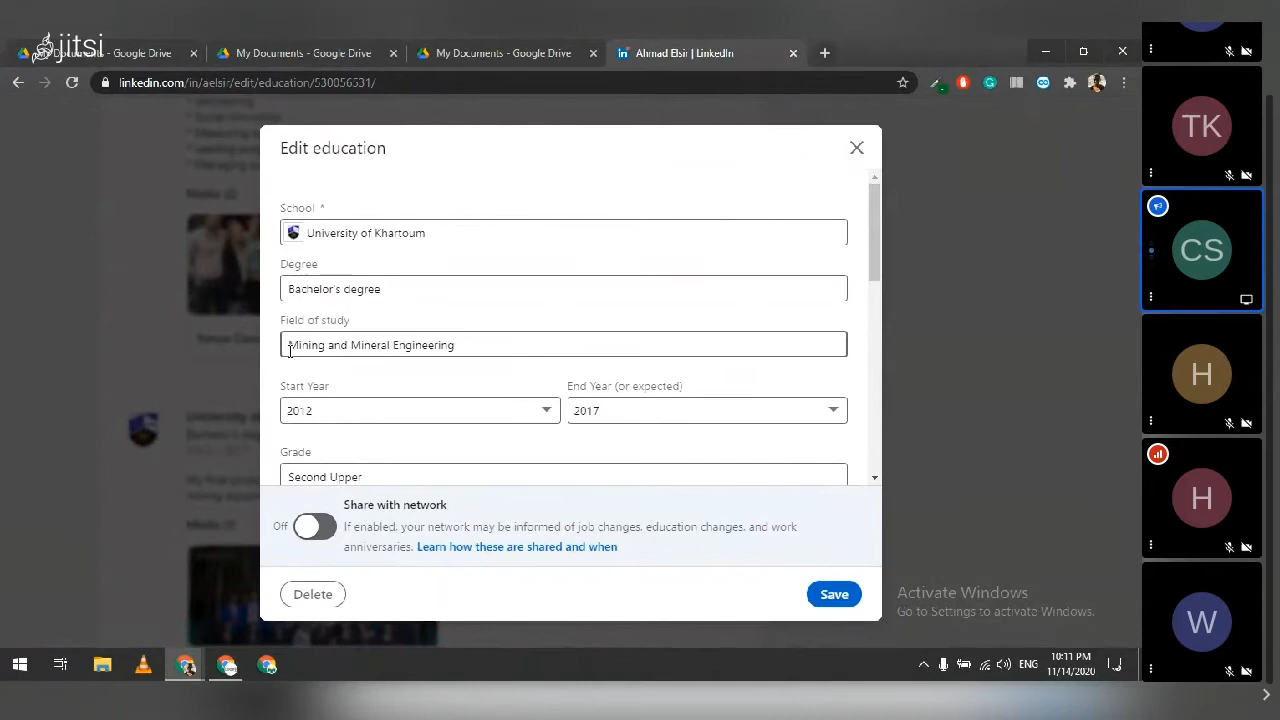 jitsi
My Documents - Google Drive
My Documents - Google Drive
My Documents - Google Drive
Ahmad Elsir | LinkedIn
linkedin.com/in/aelsir/edit/education/530056531/
Edit education
School *
University of Khartoum
Degree
Bachelor's degree
Field of study
Mining and Mineral Engineering
Start Year
End Year (or expected)
2012
2017
Grade
Second Upper
Off
Share with network
If enabled, your network may be informed of job changes, education changes, and work
anniversaries. Learn how these are shared and when
Delete
Save
Activate Windows
Go to Settings to activate Windows.
ENG
10:11 PM
11/14/2020
TK
CS
H
H
W